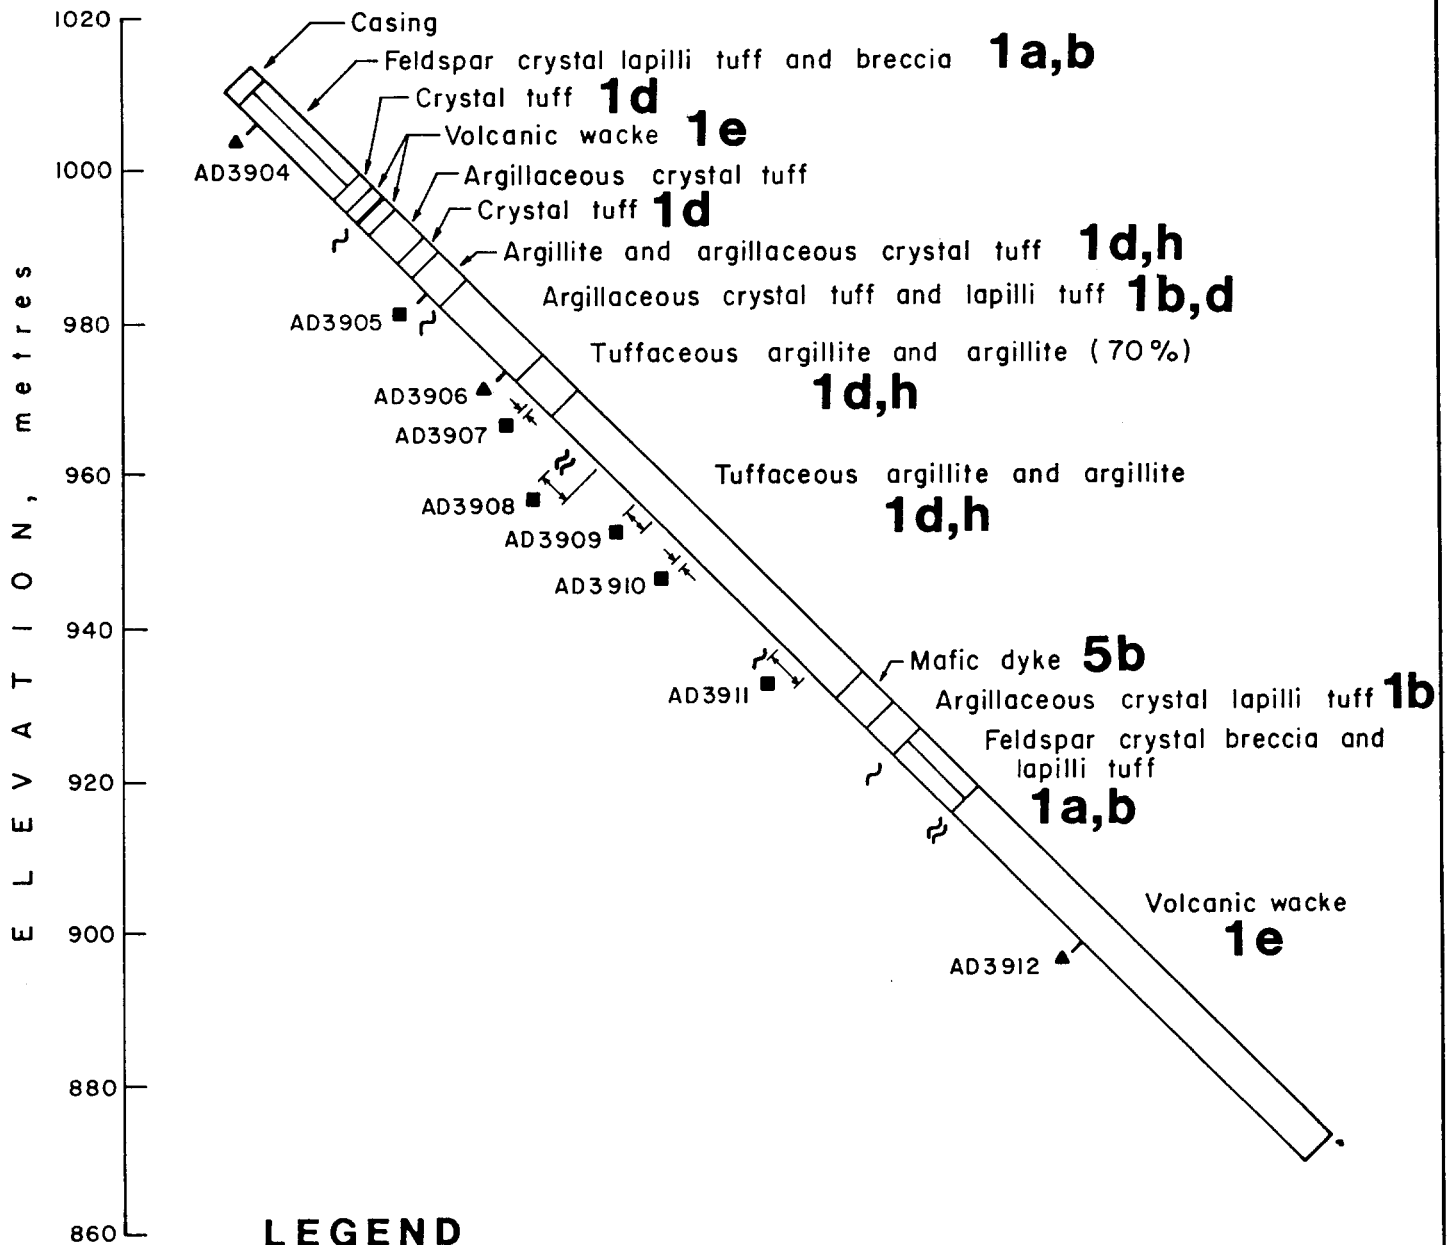 1020
Casing
Feldspar crystal lapilli tuff and breccia 1a,b
Crystal tuff 1d
Volcanic wacke 1e
1000
AD3904
Argillaceous crystal tuff
Crystal tuff 1d
Argillite and argillaceous crystal tuff 1d,h
Argillaceous crystal tuff and lapilli tuff 1b,d
980
AD3905
Tuffaceous argillite and argillite (70%)
1d,h
AD3906
AD3907
960
Tuffaceous argillite and argillite
1d,h
AD3908
AD3909
AD3910
940
Mafic dyke 5b
AD3911
Argillaceous crystal lapilli tuff 1b
Feldspar crystal breccia and
lapilli tuff
1a,b
920
Volcanic wacke
1e
900
AD3912
880
860
ELEVATION, metres
LEGEND